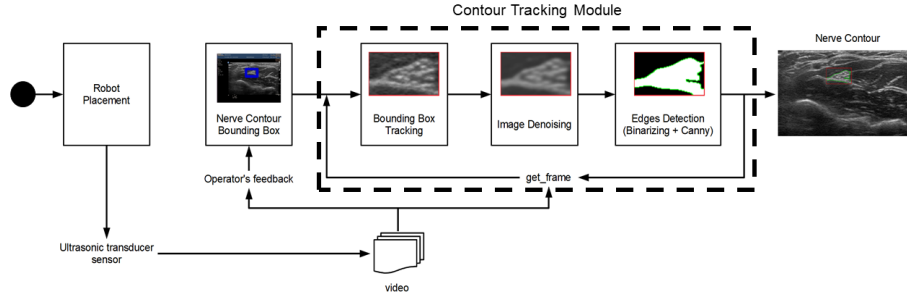 Contour Tracking Module
Nerve Contour
Robot
Placement
Nerve Contour
Bounding Box
Bounding Box
Tracking
Image Denoising
Edges Detection
(Binarizing + Canny)
Operator's feedback
get_frame
Ultrasonic transducer
sensor
video